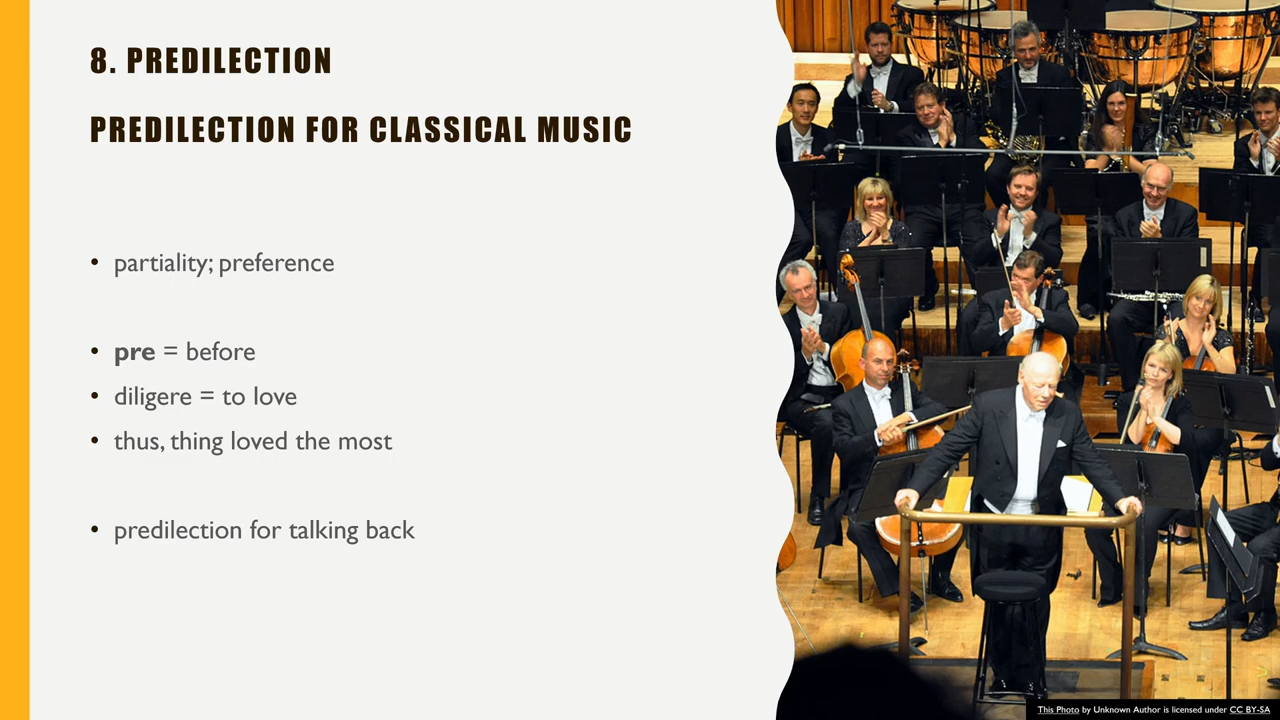 8. PREDILECTION
PREDILECTION FOR CLASSICAL MUSIC
• partiality; preference
• pre = before
• diligere = to love
• thus, thing loved the most
• predilection for talking back
This Photo by Unknown Author is licensed under CC BY-SA